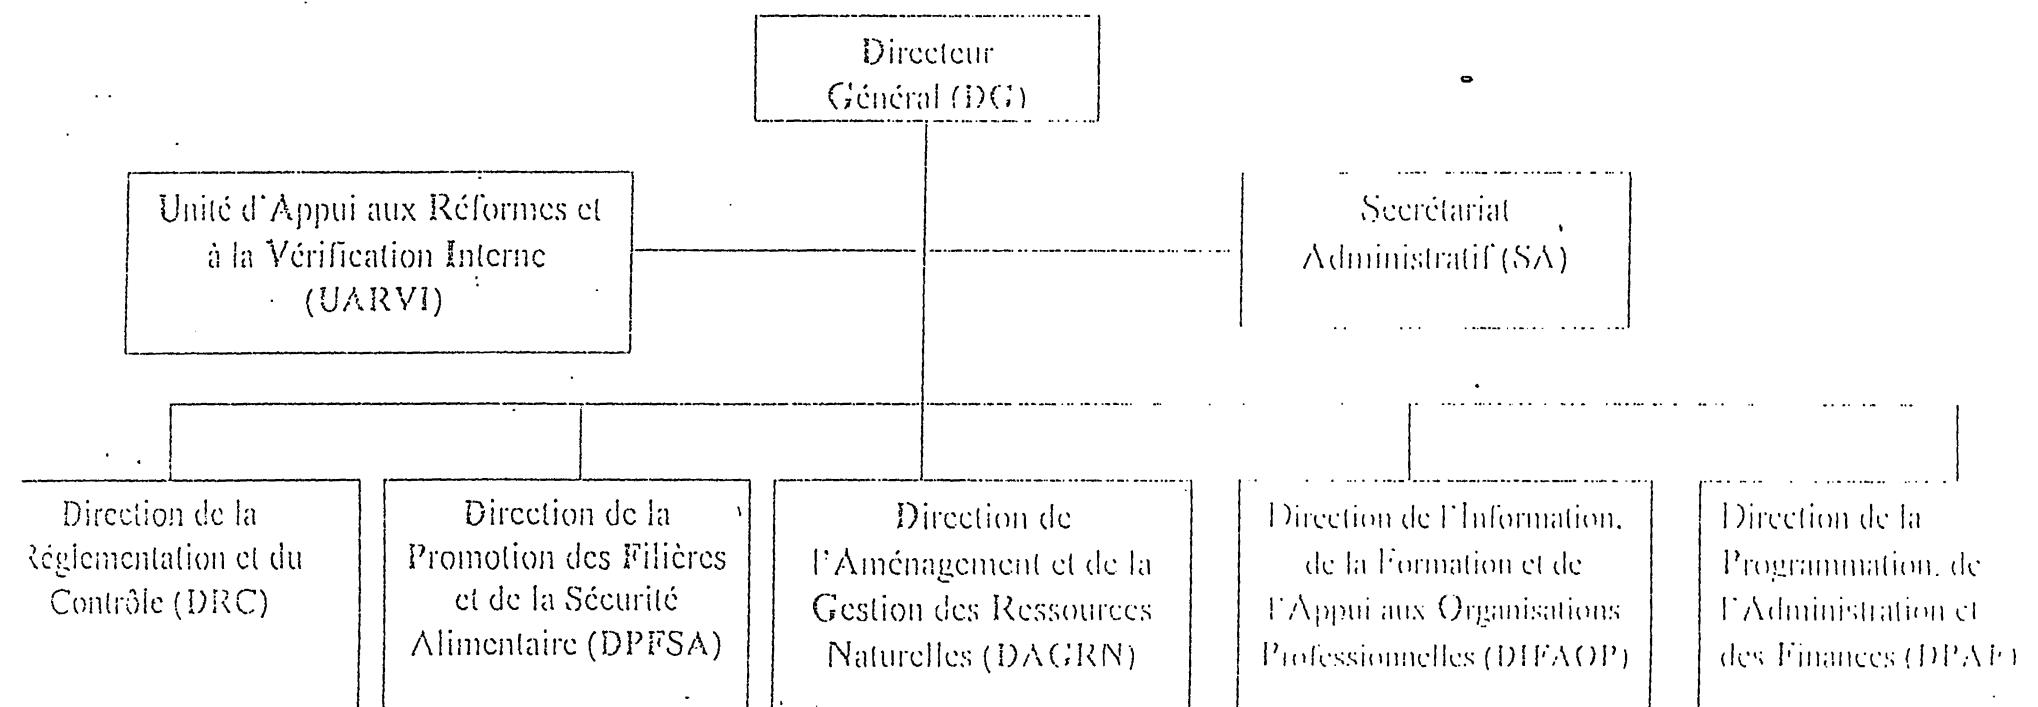 Directeur
Général (DG)
Unité d'Appui aux Réformes et
à la Vérification Interne
(UARVI)
Secrétariat
Administratif (SA)
Direction de la
Réglementation et du
Contrôle (DRC)
Direction de la
Promotion des Filières
et de la Sécurité
Alimentaire (DPFSA)
Direction de
l'Aménagement et de la
Gestion des Ressources
Naturelles (DAGRN)
Direction de l'Information,
de la Formation et de
l'Appui aux Organisations
Professionnelles (DIFAOP)
Direction de la
Programmation, de
l'Administration et
des Finances (DPAF)